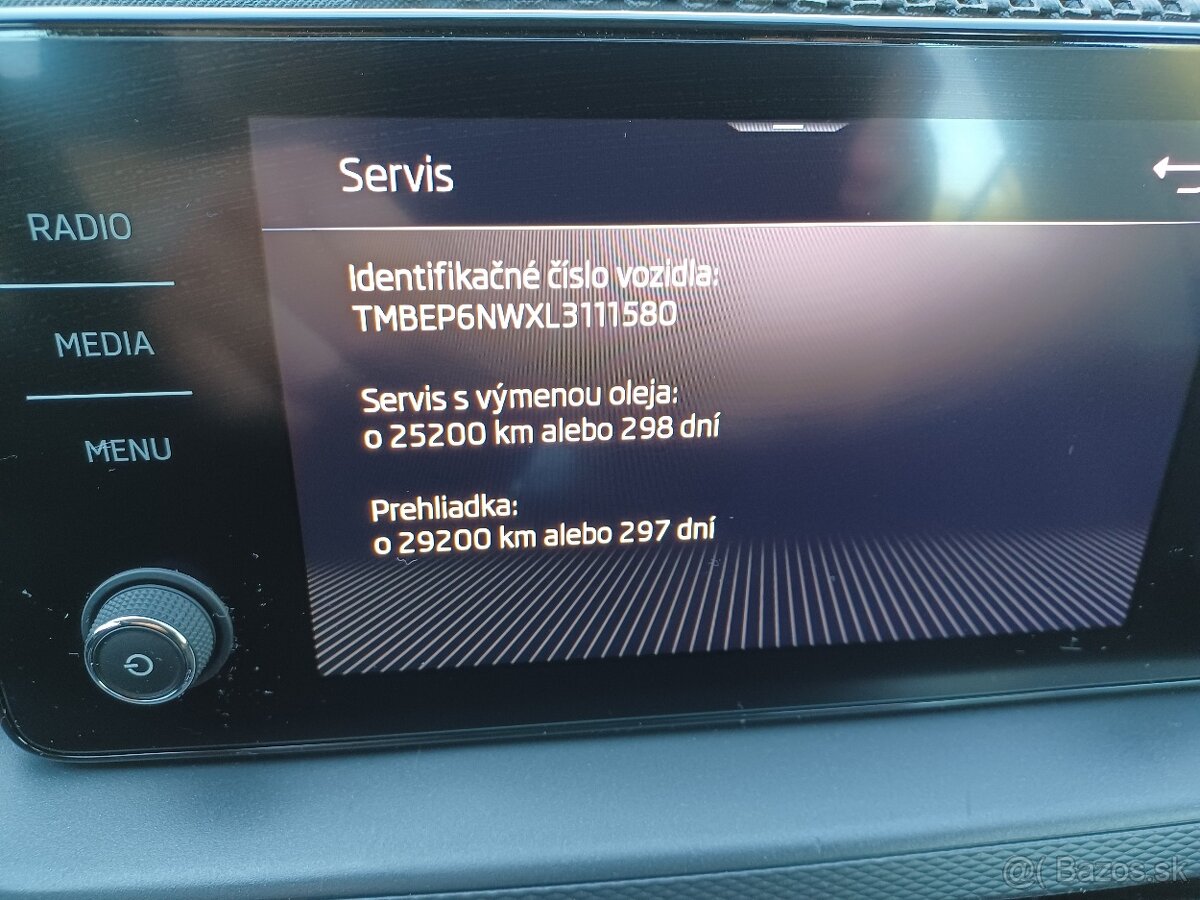 Servis
RADIO
Identifikačné číslo vozidla:
TMBEP6NWXL3111580
MEDIA
Servis s výmenou oleja:
o 25200 km alebo 298 dní
MENU
Prehliadka:
o 29200 km alebo 297 dní
@( Bazos.sk